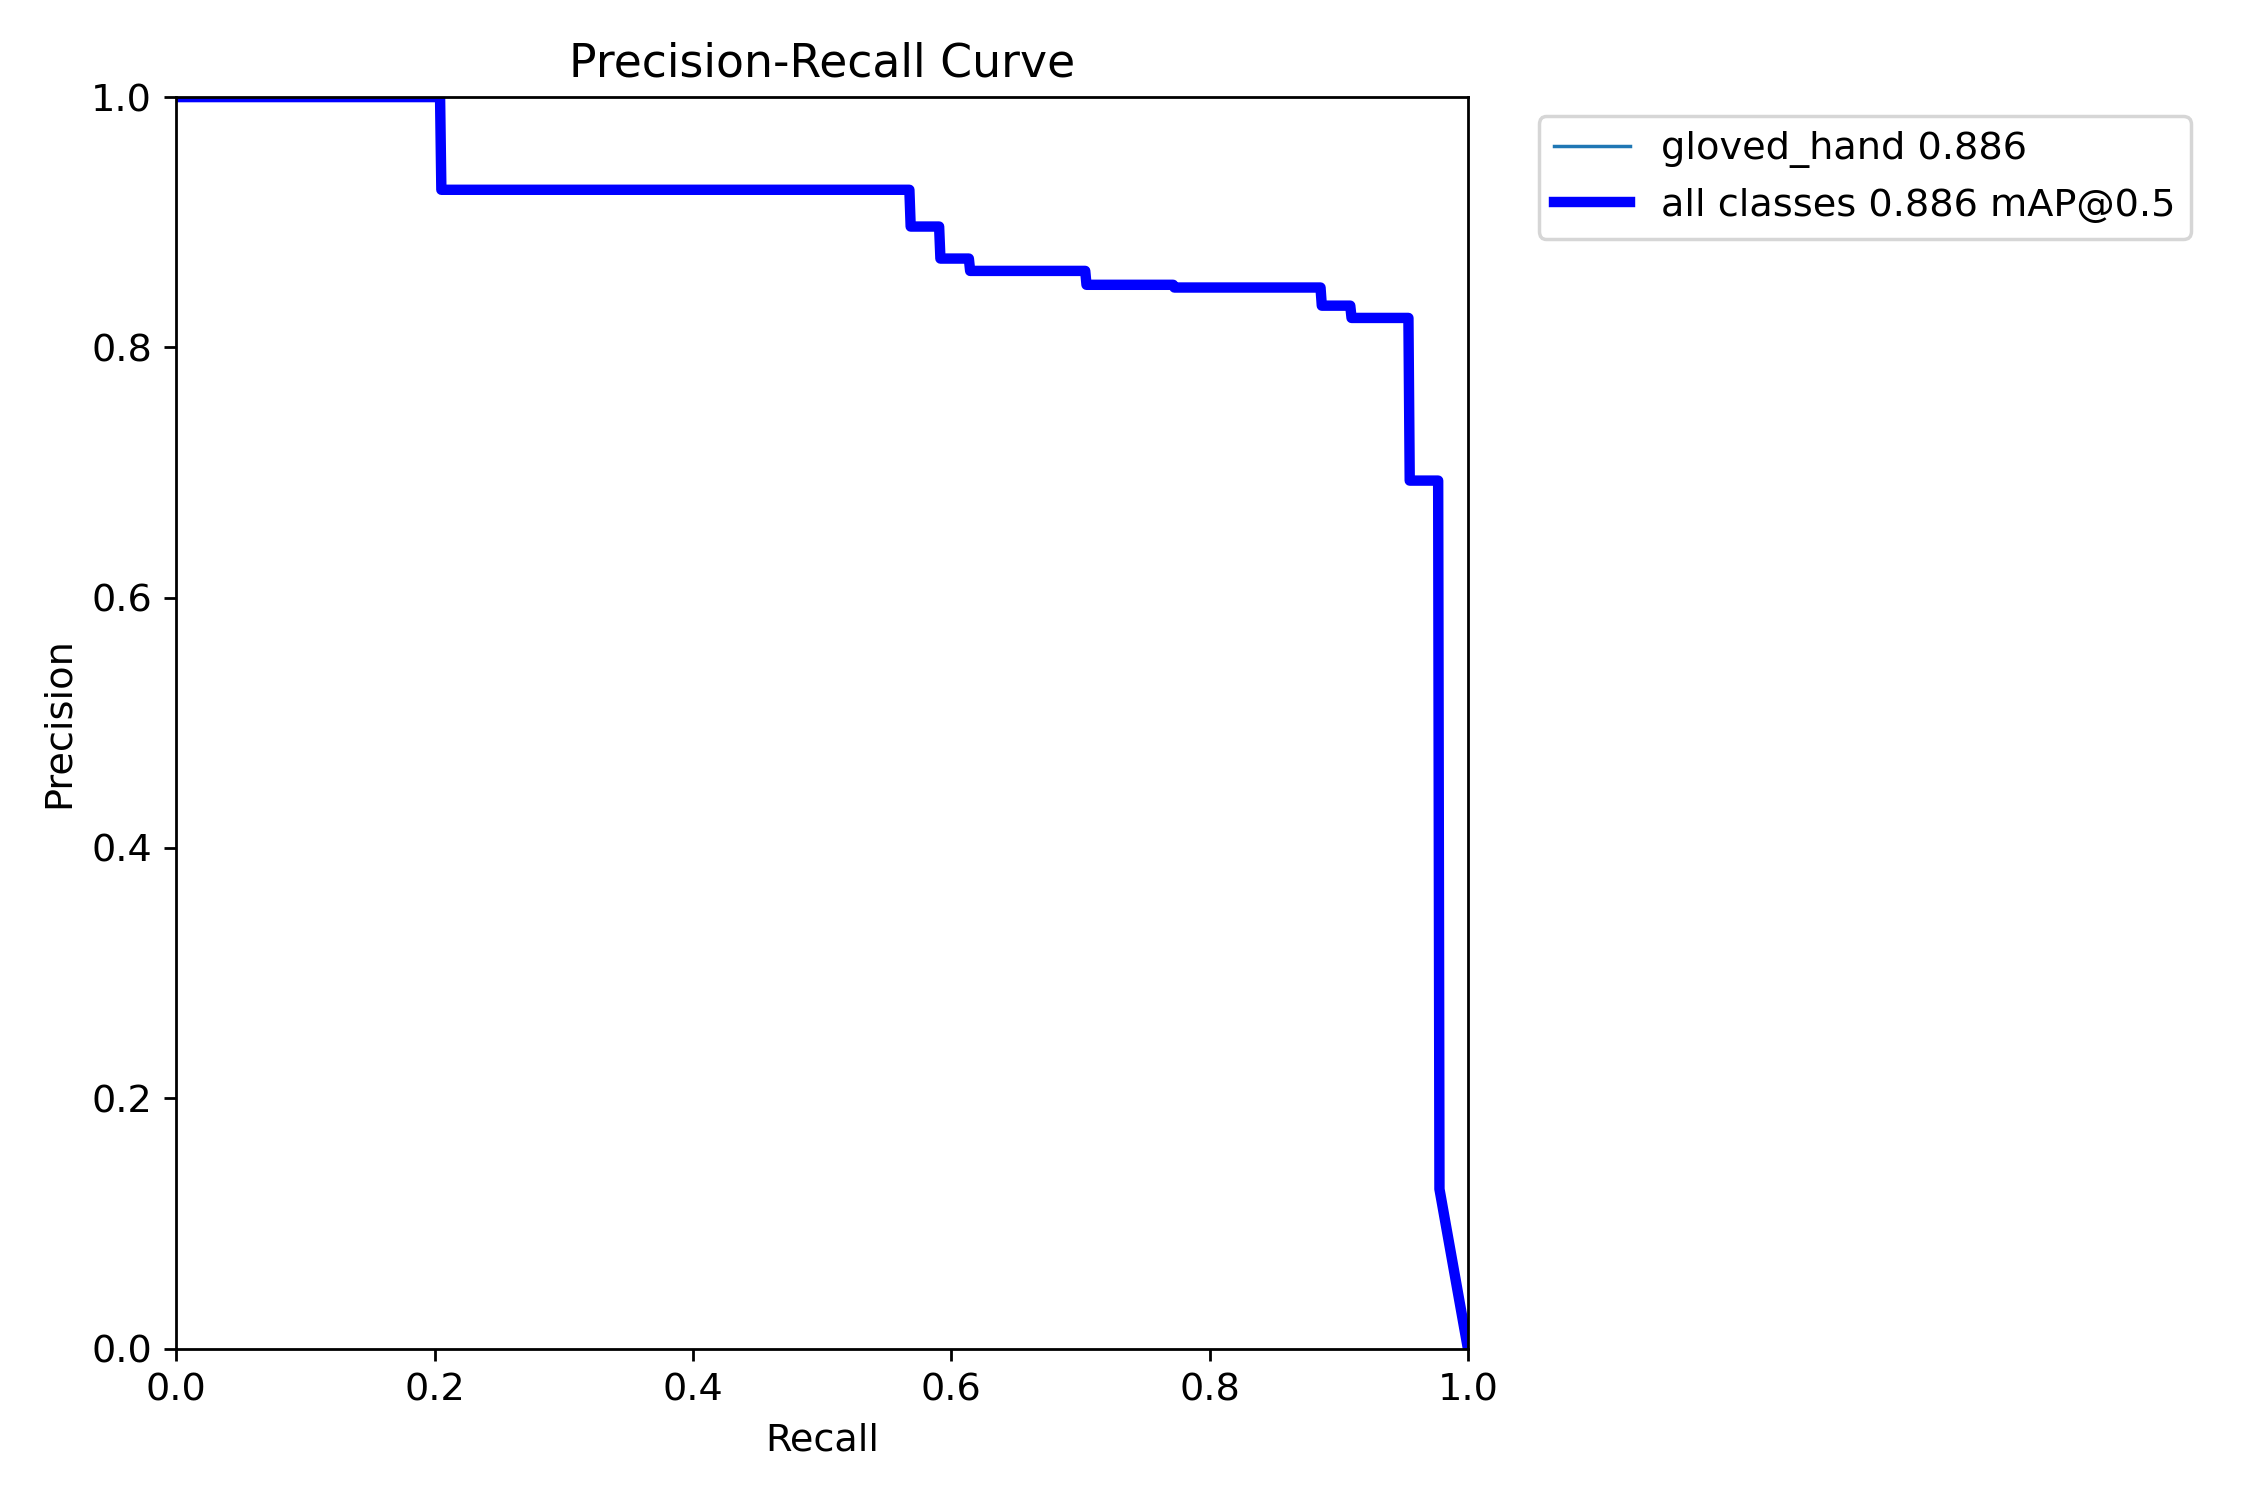 Precision-Recall Curve
1.0
0.8
0.6
0.4
0.2
0.0
Precision
0.0 0.2 0.4 0.6 0.8 1.0
Recall
gloved_hand 0.886
all classes 0.886 mAP@0.5